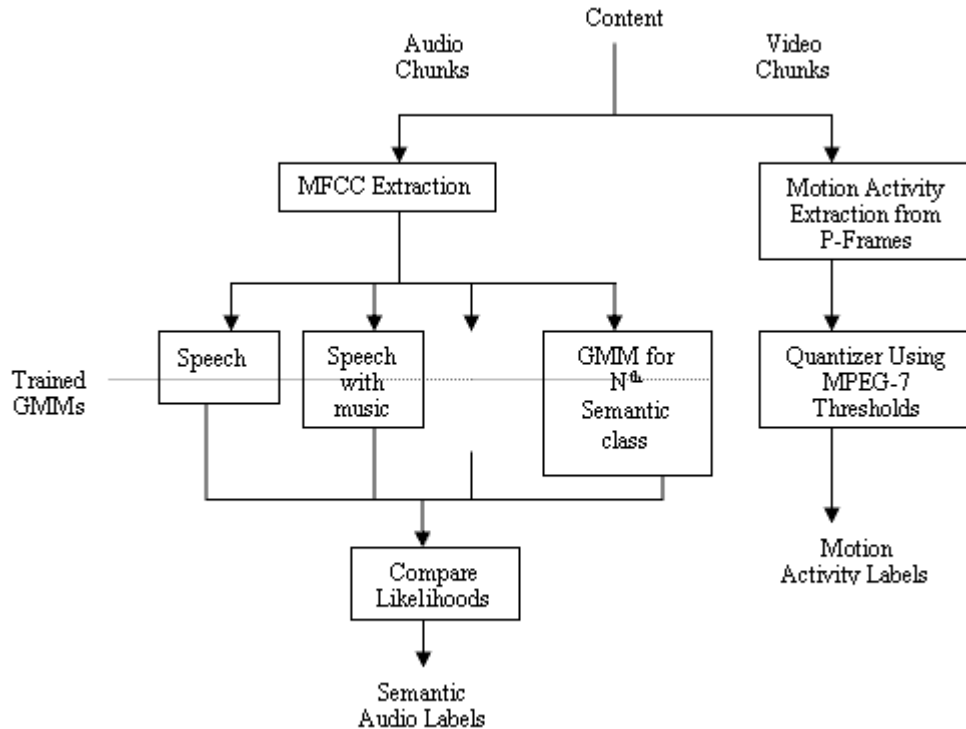 Content
Audio
Chunks
Video
Chunks
MFCC Extraction
Motion Activity
Extraction from
P-Frames
Speech
Speech
with
music
GMM for
Nth
Semantic
class
Quantizer Using
MPEG-7
Thresholds
Trained
GMMs
Compare
Likelihoods
Motion
Activity Labels
Semantic
Audio Labels